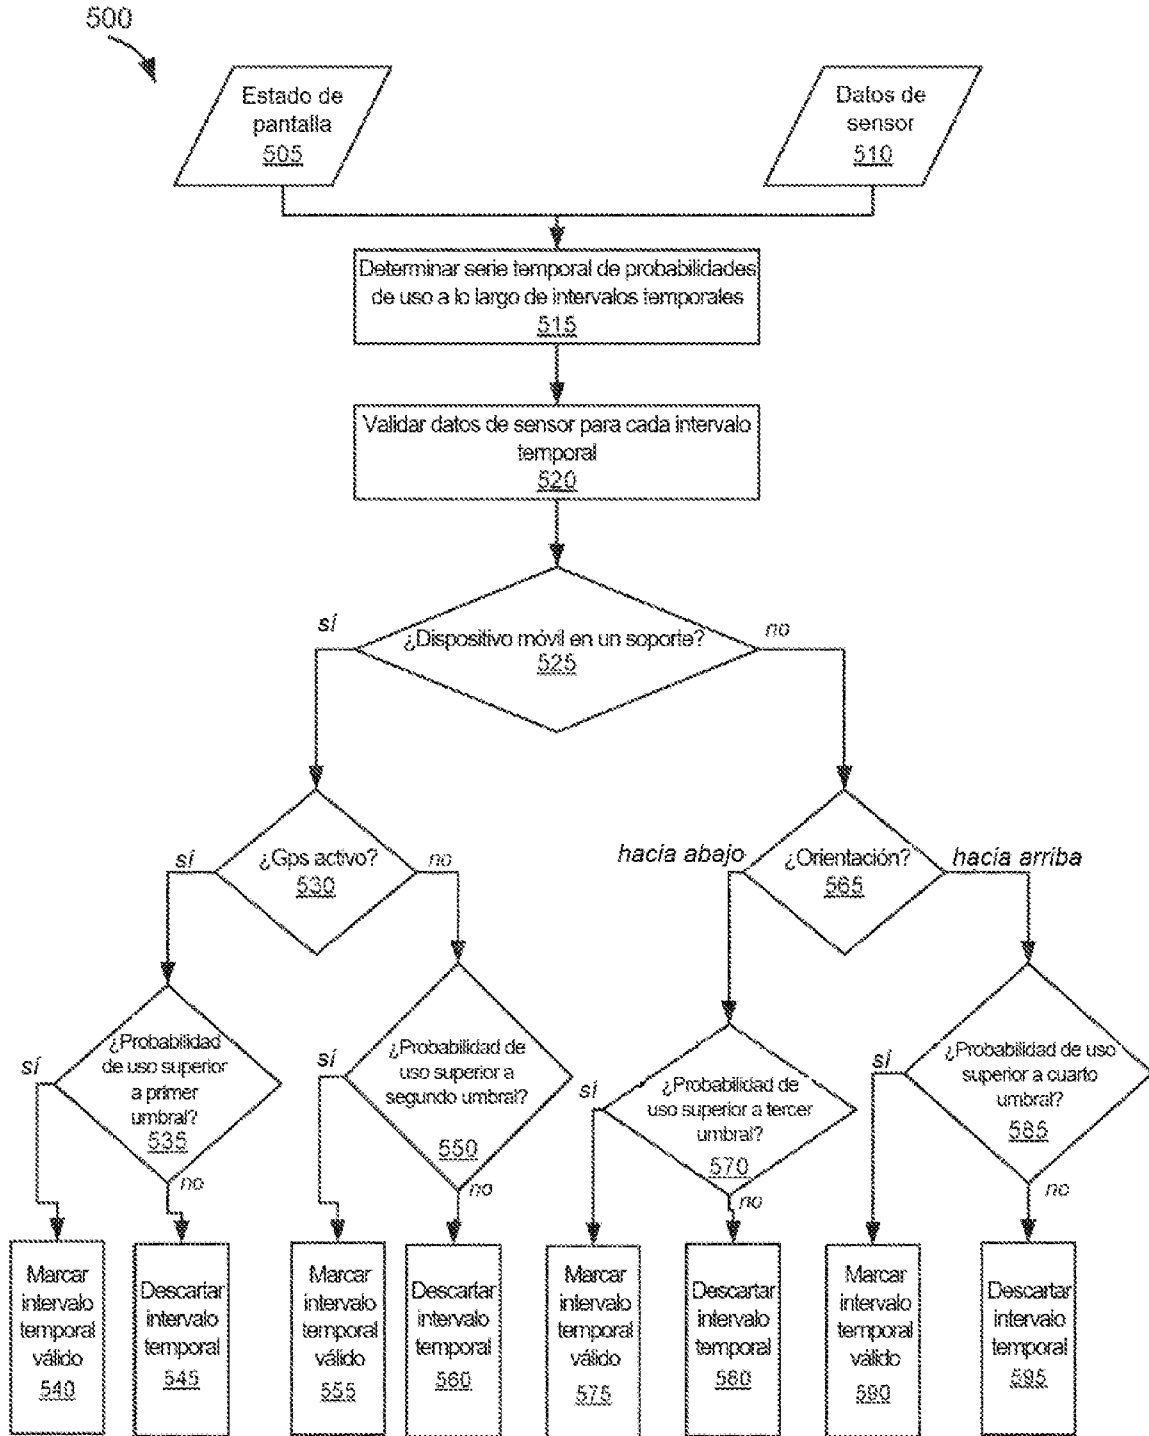 500
Estado de
pantalla
505
Datos de
sensor
510
Determinar serie temporal de probabilidades
de uso a lo largo de intervalos temporales
515
Validar datos de sensor para cada intervalo
temporal
520
sí
¿Dispositivo móvil en un soporte?
525
no
sí
¿Gps activo?
530
no
hacia abajo
¿Orientación?
565
hacia arriba
sí
¿Probabilidad
de uso superior
a primer
umbral?
535
no
sí
¿Probabilidad de
uso superior a
segundo umbral?
550
no
sí
¿Probabilidad de
uso superior a tercer
umbral?
570
no
sí
¿Probabilidad de uso
superior a cuarto
umbral?
585
no
Marcar
intervalo
temporal
válido
540
Descartar
intervalo
temporal
545
Marcar
intervalo
temporal
válido
555
Descartar
intervalo
temporal
560
Marcar
intervalo
temporal
válido
575
Descartar
intervalo
temporal
580
Marcar
intervalo
temporal
válido
590
Descartar
intervalo
temporal
595